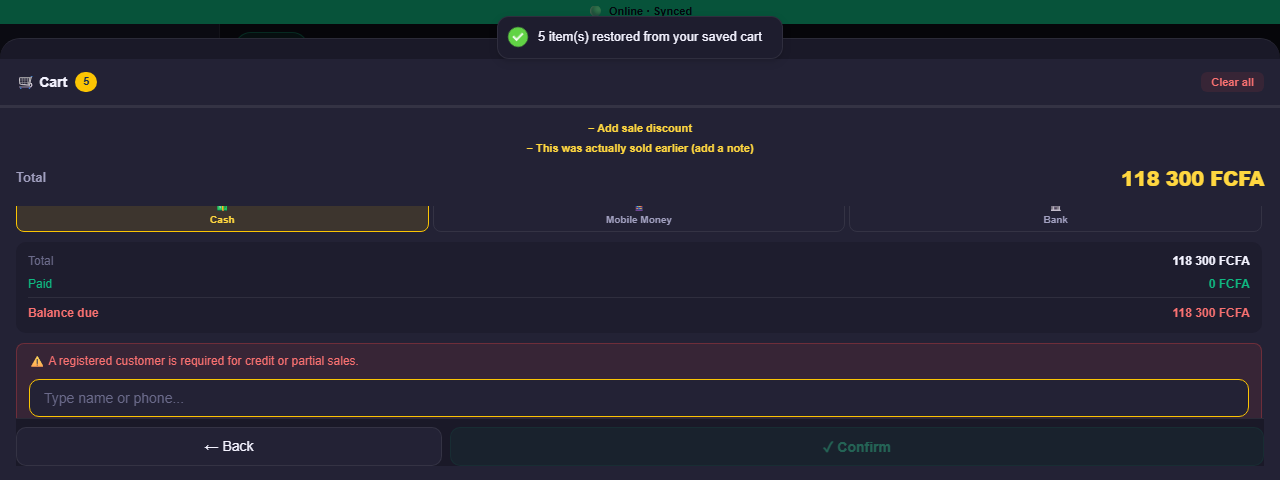 Online · Synced
5 item(s) restored from your saved cart
Cart 5
Clear all
– Add sale discount
– This was actually sold earlier (add a note)
Total 118 300 FCFA
Cash
Mobile Money
Bank
Total 118 300 FCFA
Paid 0 FCFA
Balance due 118 300 FCFA
A registered customer is required for credit or partial sales.
Type name or phone...
← Back
✓ Confirm